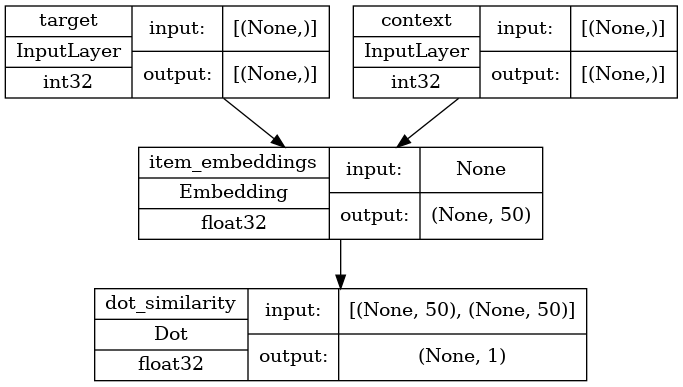 target
InputLayer
int32
input:
[(None,)]
output:
[(None,)]
context
InputLayer
int32
input:
[(None,)]
output:
[(None,)]
item_embeddings
Embedding
float32
input:
None
output:
(None, 50)
dot_similarity
Dot
float32
input:
[(None, 50), (None, 50)]
output:
(None, 1)